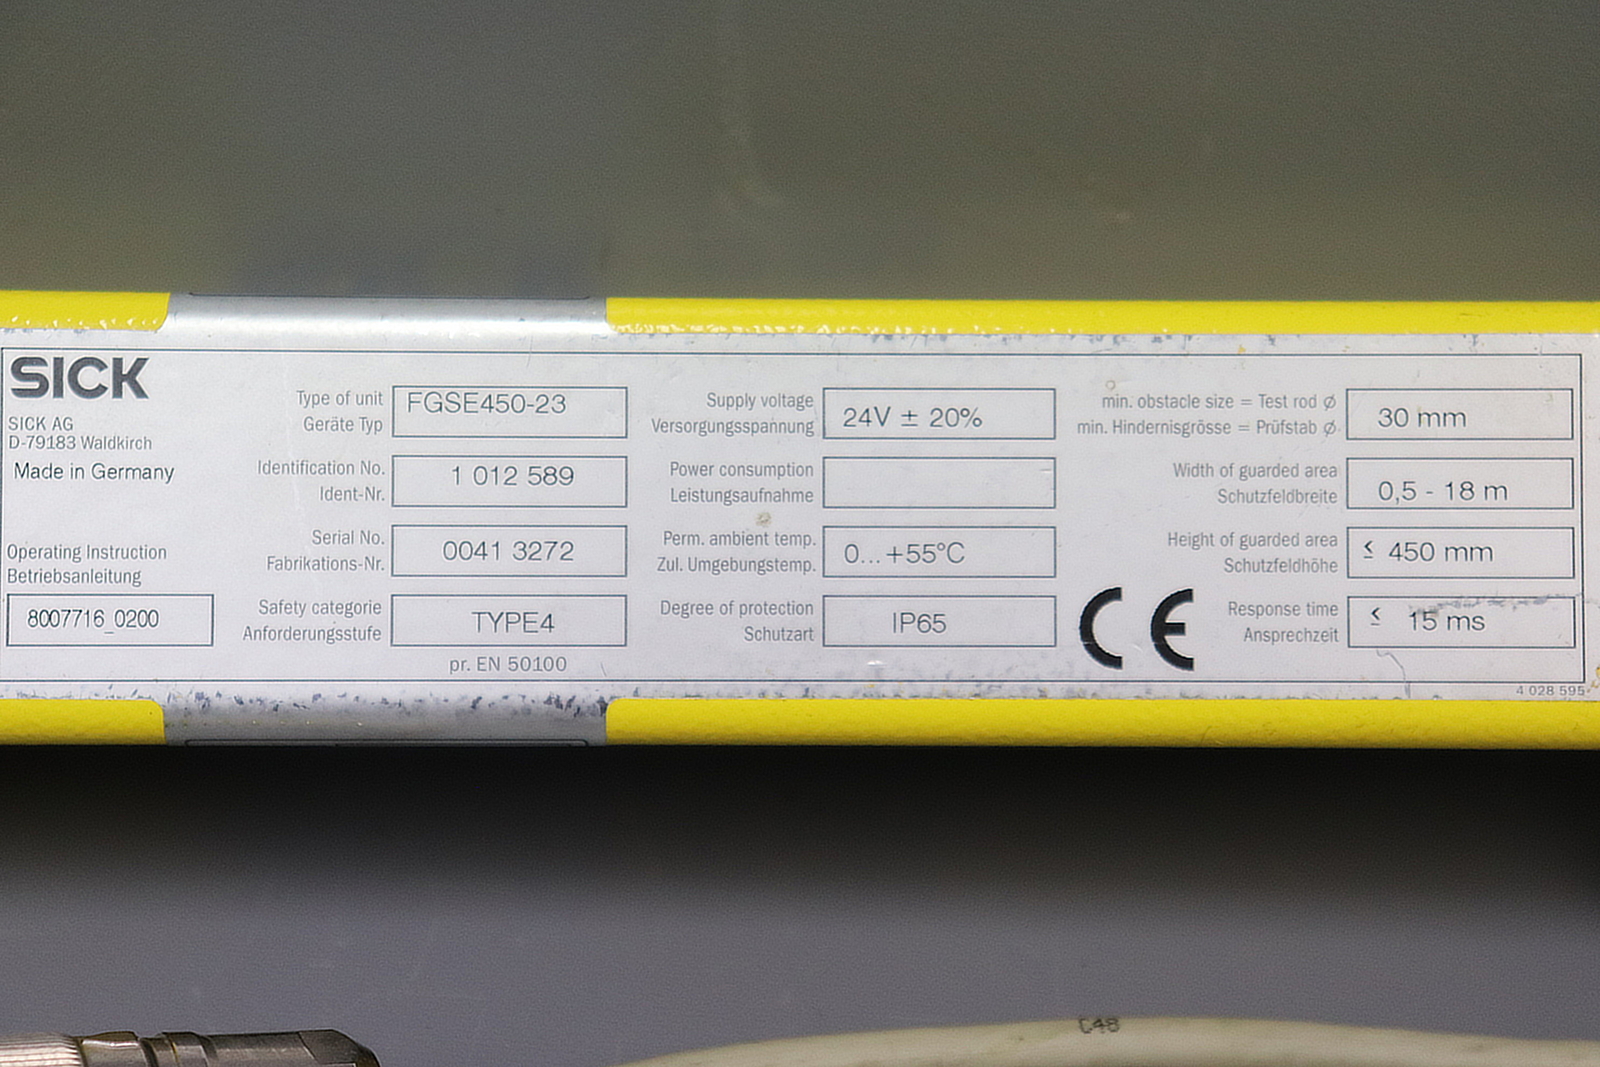 SICK
SICK AG
D-79183 Waldkirch
Made in Germany
Operating Instruction
Betriebsanleitung
8007716_0200
Type of unit
Geräte Typ
FGSE450-23
Identification No.
Ident-Nr.
1 012 589
Serial No.
Fabrikations-Nr.
0041 3272
Safety categorie
Anforderungsstufe
TYPE4
pr. EN 50100
Supply voltage
Versorgungsspannung
24V ± 20%
Power consumption
Leistungsaufnahme
Perm. ambient temp.
Zul. Umgebungstemp.
0... +55°C
Degree of protection
Schutzart
IP65
min. obstacle size = Test rod Ø
min. Hindernisgrösse = Prüfstab Ø
30 mm
Width of guarded area
Schutzfeldbreite
0,5 - 18 m
Height of guarded area
Schutzfeldhöhe
≤ 450 mm
CE
Response time
Ansprechzeit
≤ 15 ms
4 028 595
C48